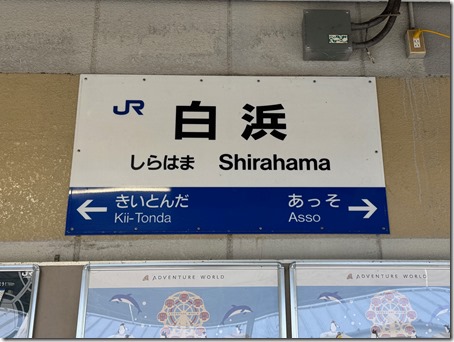 JR 白浜
しらはま Shirahama
きいとんだ あっそ
Kii-Tonda Asso
ADVENTURE WORLD
ADVENTURE WORLD